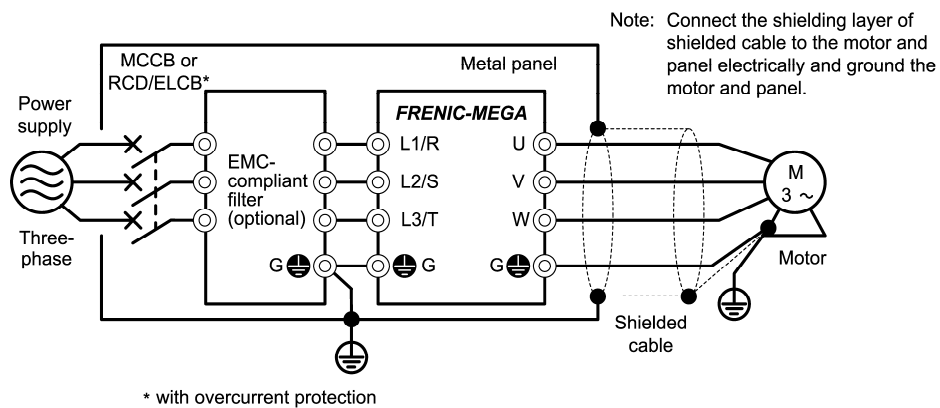 Note: Connect the shielding layer of
shielded cable to the motor and
panel electrically and ground the
motor and panel.
MCCB or
RCD/ELCB*
Metal panel
Power
supply
FRENIC-MEGA
EMC-
compliant
filter
(optional)
L1/R
L2/S
L3/T
U
V
W
M
3 ~
Three-
phase
G
G
G
Motor
Shielded
cable
* with overcurrent protection